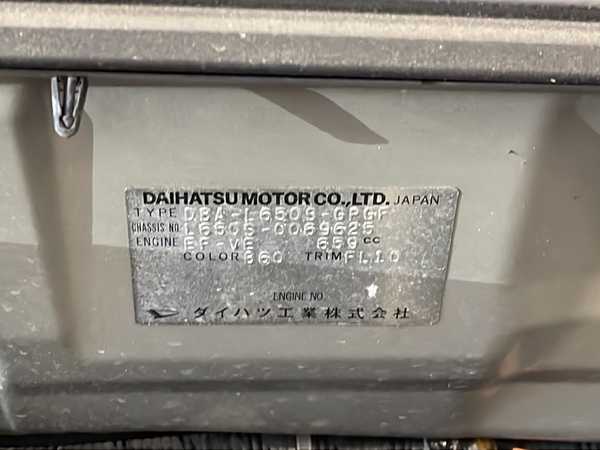 DAIHATSU MOTOR CO.,LTD. JAPAN
TYPE DBA-L650S-GPGF
CHASSIS NO. L650S-0069625
ENGINE EF-VE 659 CC
COLOR S60 TRIM FL10
ENGINE NO.
ダイハツ工業株式会社